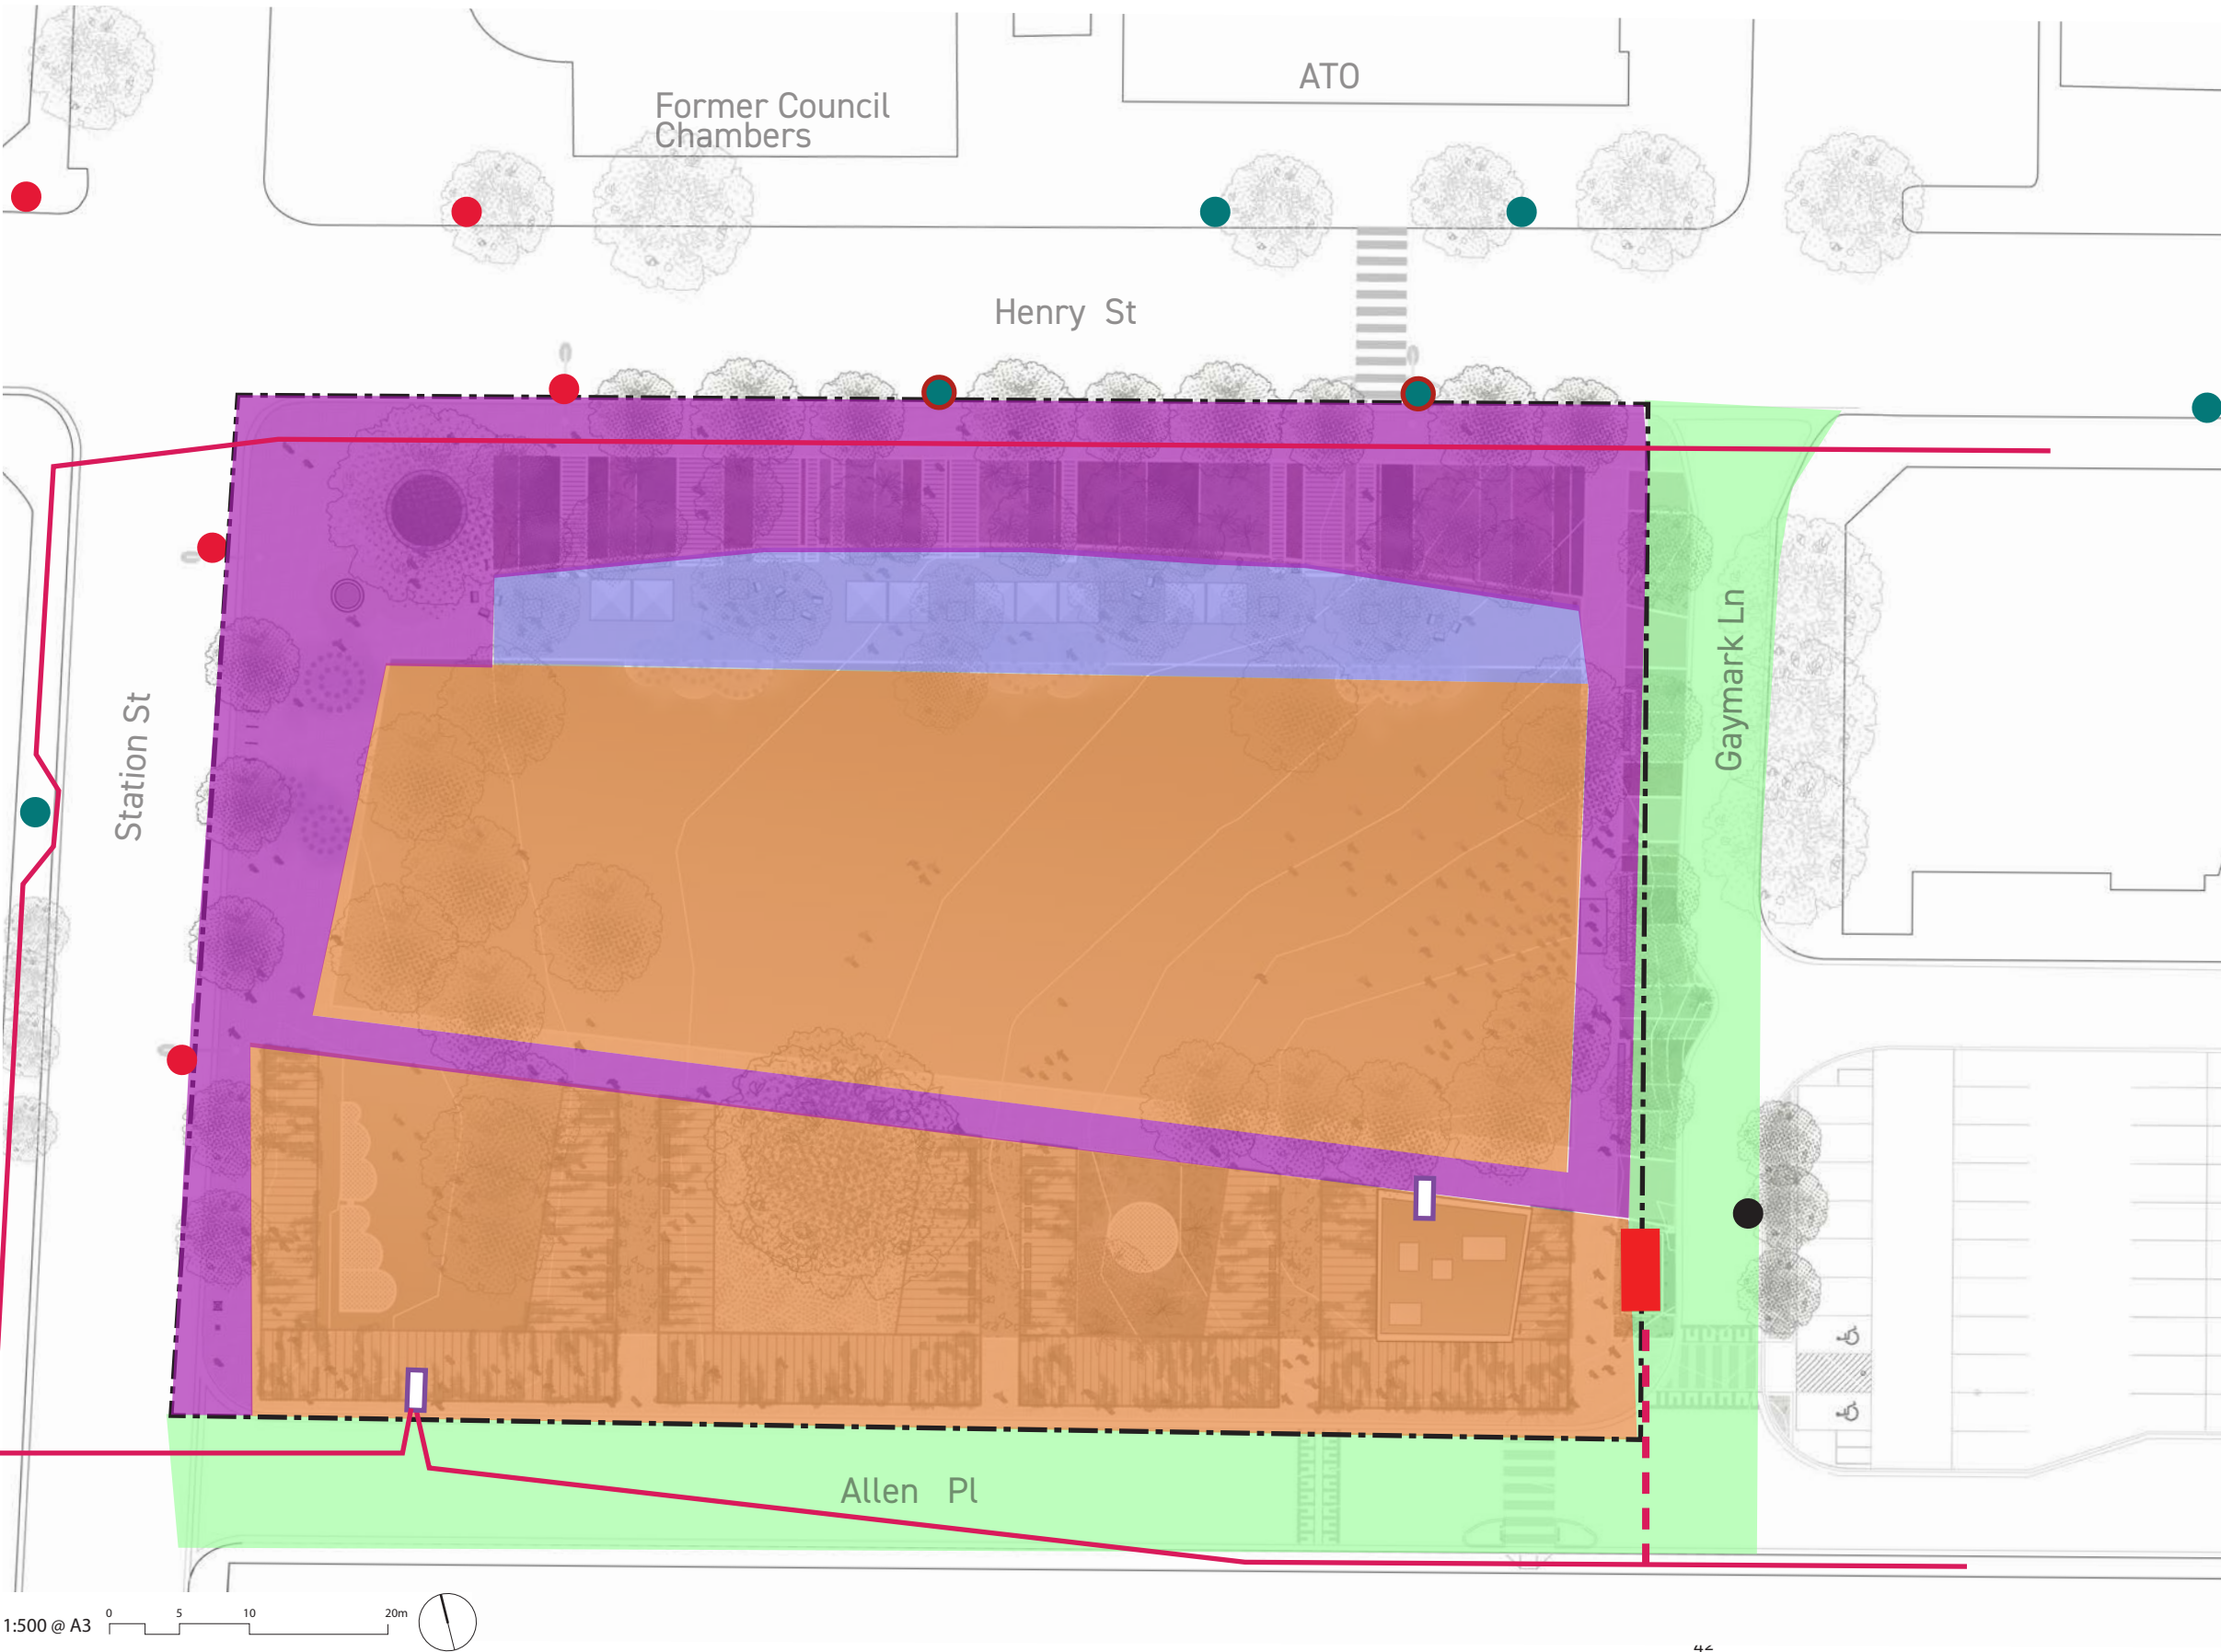 ATO
Former Council
Chambers
Henry St
Station St
Gaymark Ln
Allen Pl
1:500 @ A3
0 5 10 20m
42